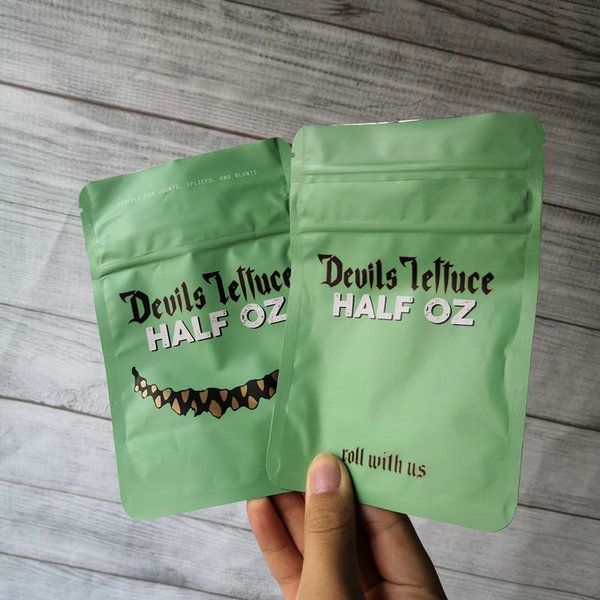 PERFECT FOR JOINTS, SPLIFFS, AND BLUNTS
Devils Lettuce
HALF OZ
Devils Lettuce
HALF OZ
roll with us